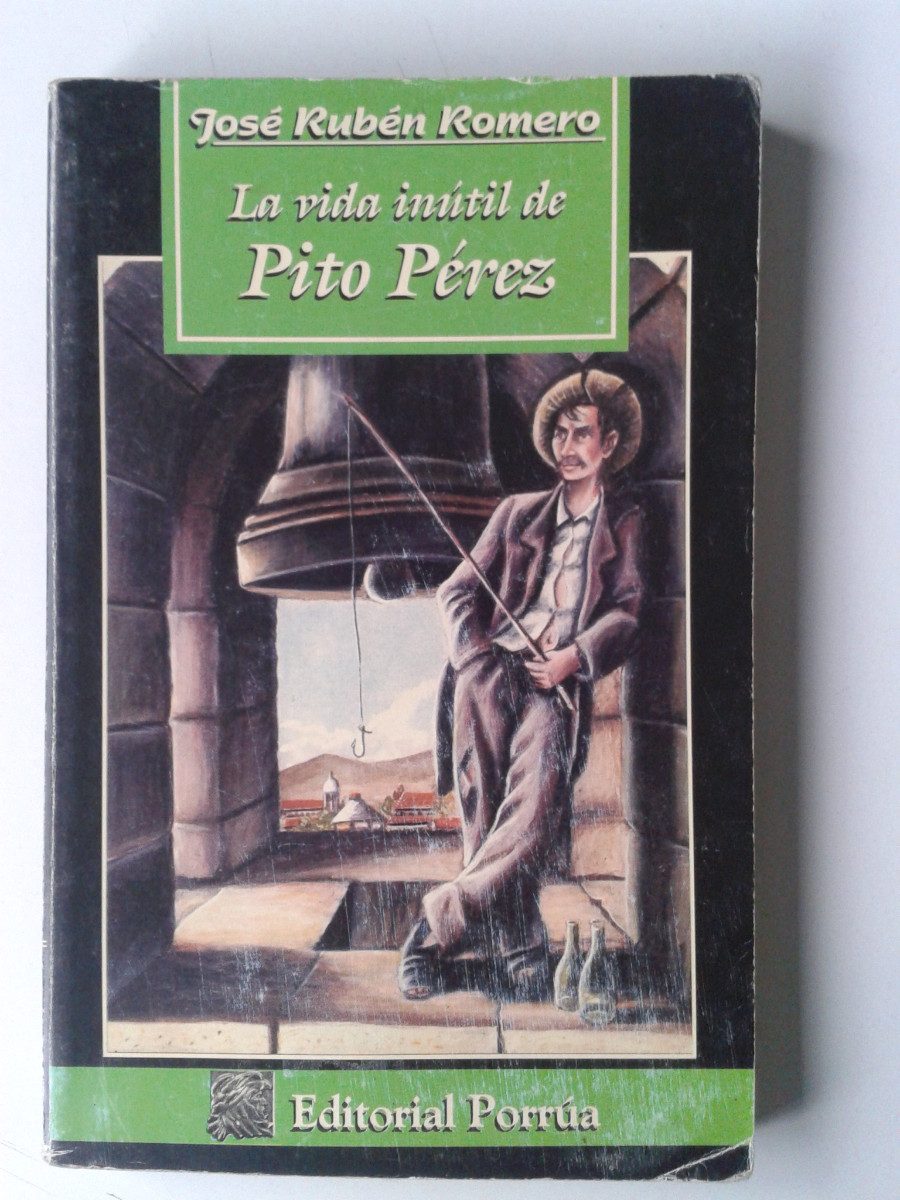 José Rubén Romero
La vida inútil de
Pito Pérez
Editorial Porrúa